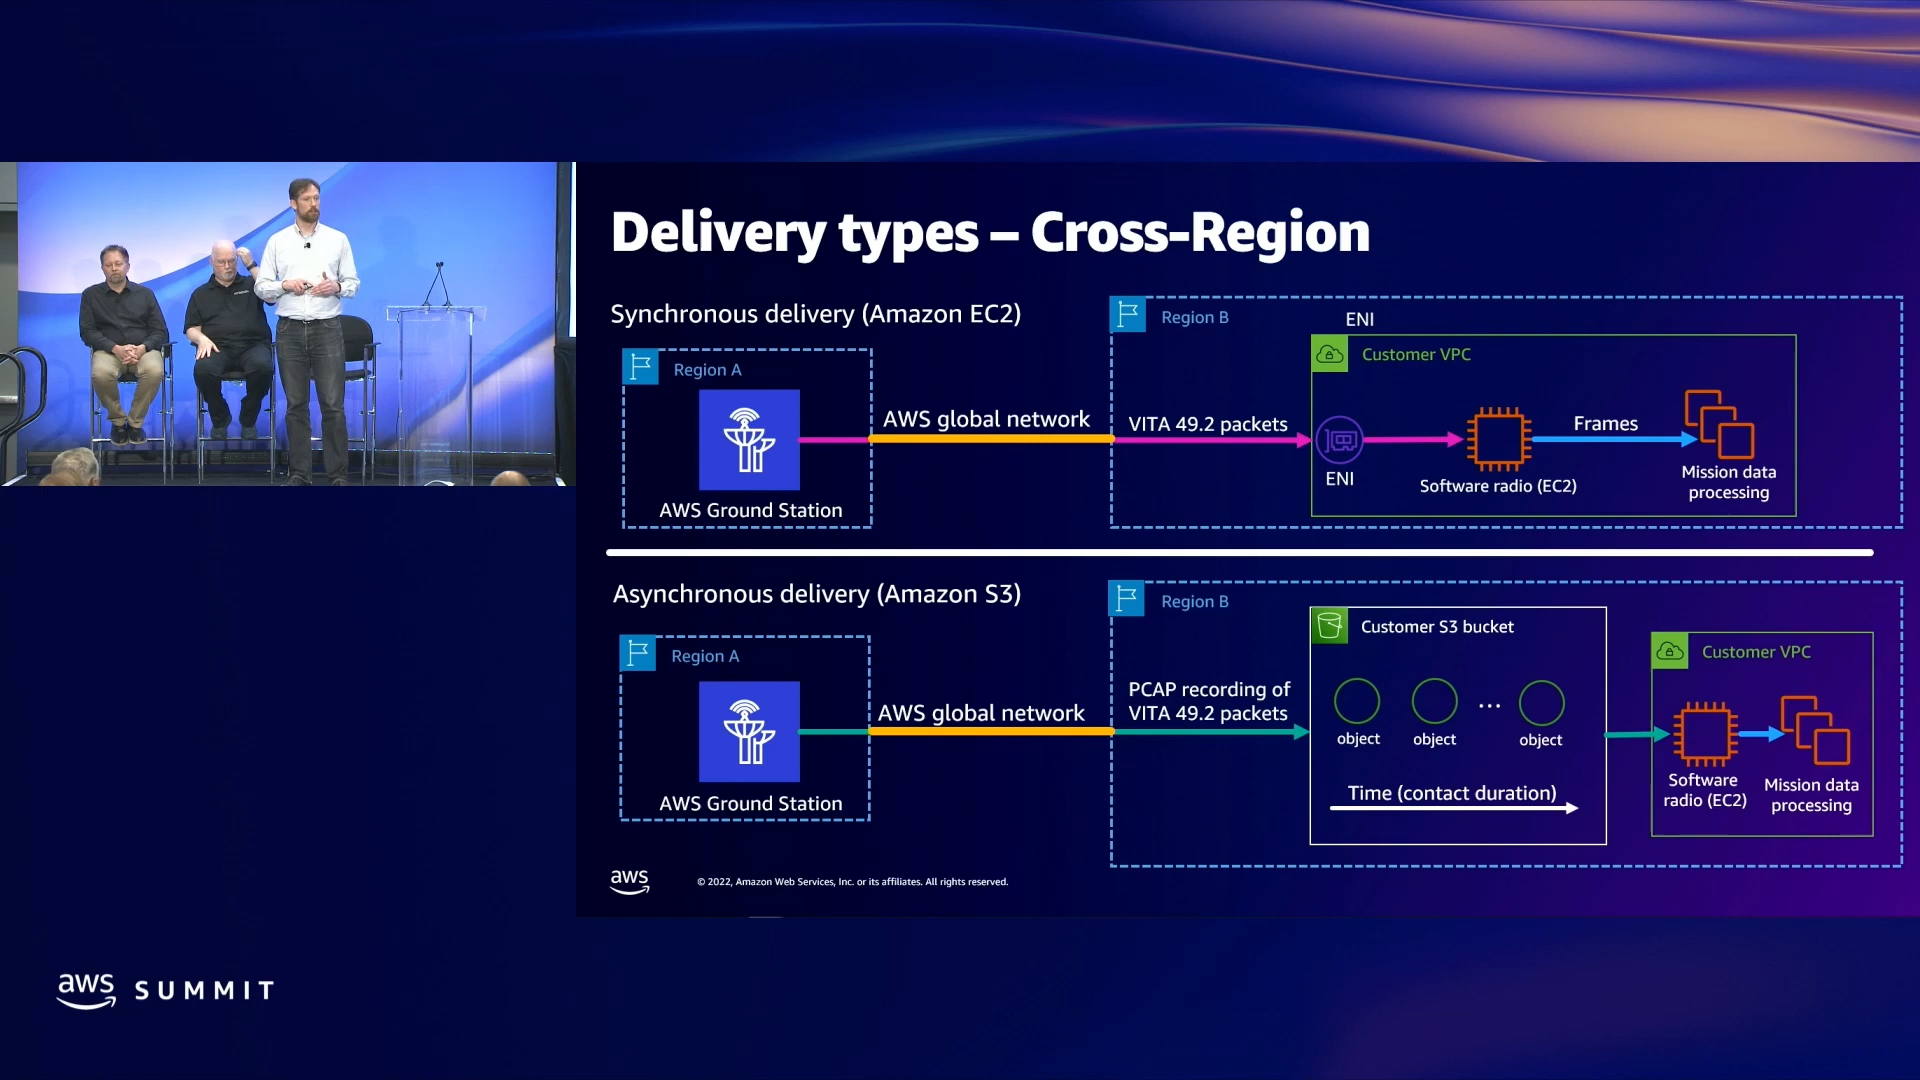 Delivery types – Cross-Region
Synchronous delivery (Amazon EC2)
Region A
AWS Ground Station
AWS global network
Region B
VITA 49.2 packets
ENI
Customer VPC
ENI
Software radio (EC2)
Frames
Mission data
processing
Asynchronous delivery (Amazon S3)
Region A
AWS Ground Station
AWS global network
Region B
PCAP recording of
VITA 49.2 packets
Customer S3 bucket
object
object
...
object
Time (contact duration)
Customer VPC
Software
radio (EC2)
Mission data
processing
aws
© 2022, Amazon Web Services, Inc. or its affiliates. All rights reserved.
aws SUMMIT